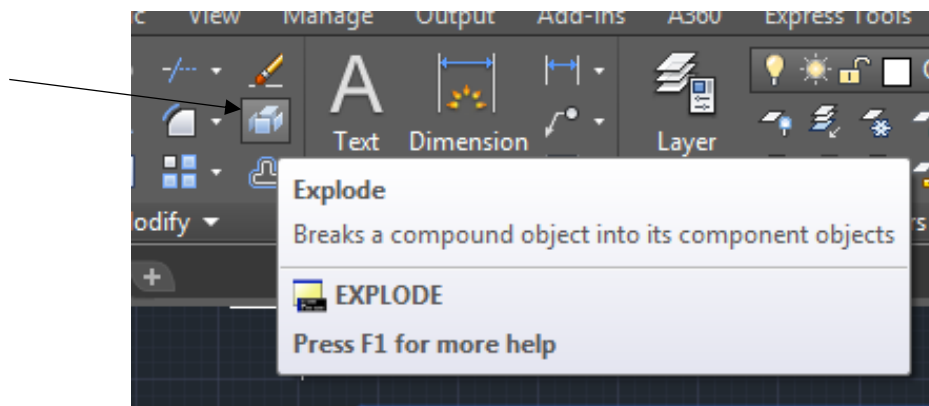 View Manage Output Add-Ins A360 Express Tools
Text Dimension Layer
Modify
Explode
Breaks a compound object into its component objects
EXPLODE
Press F1 for more help